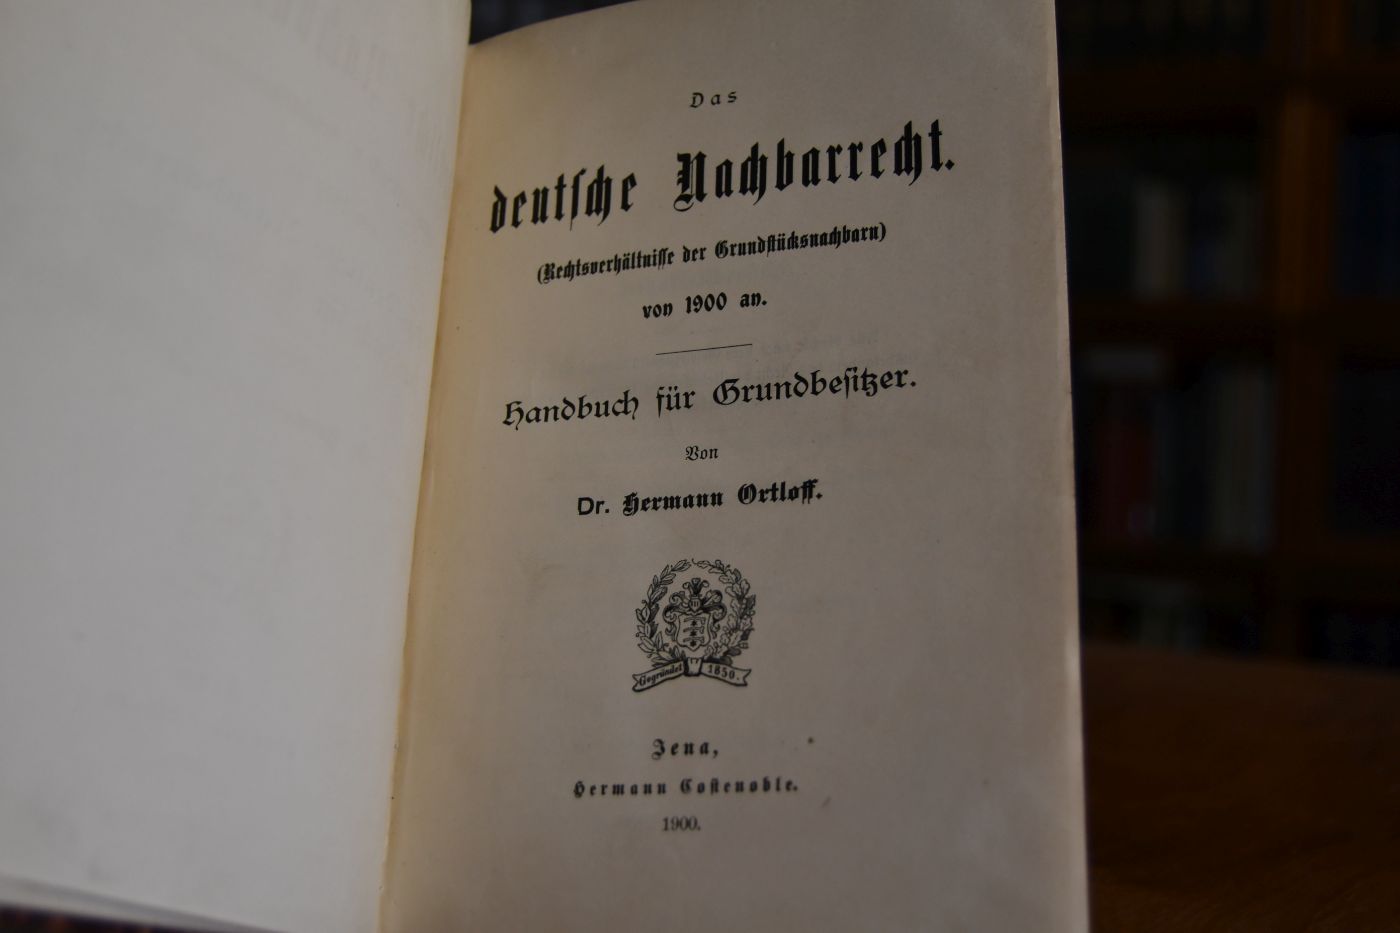 Das
deutſche Nachbarrecht.
(Rechtsverhältniſſe der Grundſtücksnachbarn)
von 1900 an.
Handbuch für Grundbeſitzer.
Von
Dr. Hermann Ortloff.
Gegründet 1850.
Jena,
Hermann Coſtenoble.
1900.